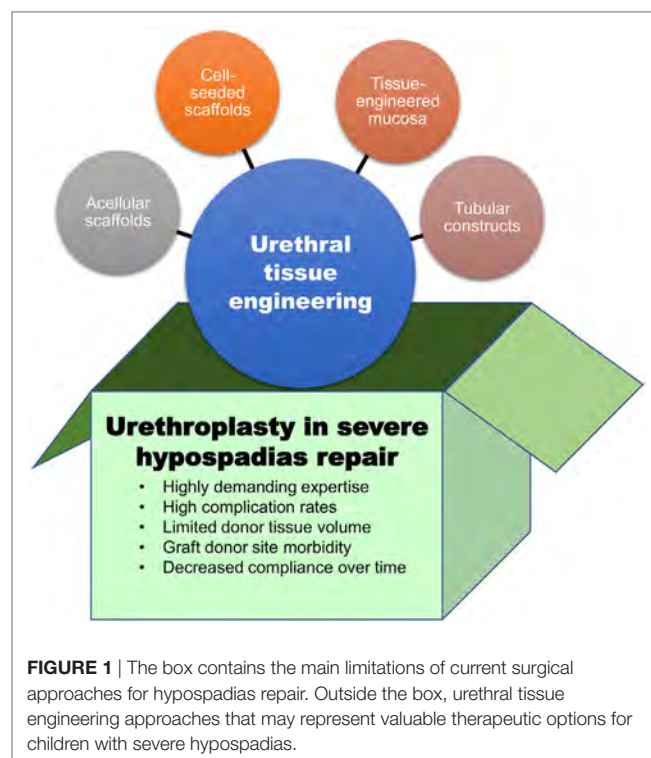 Cell-
seeded
scaffolds
Tissue-
engineered
mucosa
Acellular
scaffolds
Tubular
constructs
Urethral
tissue
engineering
Urethroplasty in severe
hypospadias repair
• Highly demanding expertise
• High complication rates
• Limited donor tissue volume
• Graft donor site morbidity
• Decreased compliance over time
FIGURE 1 | The box contains the main limitations of current surgical
approaches for hypospadias repair. Outside the box, urethral tissue
engineering approaches that may represent valuable therapeutic options for
children with severe hypospadias.